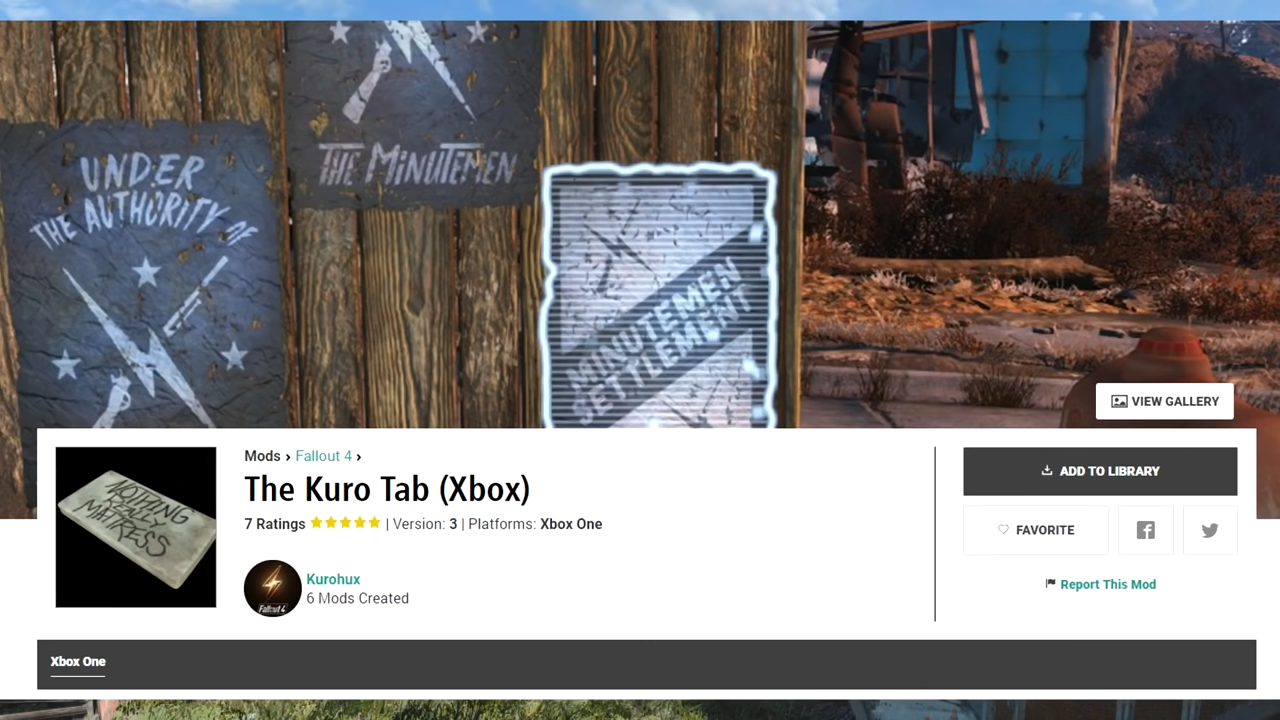 THE MINUTEMEN
UNDER
THE AUTHORITY OF
MINUTEMEN
SETTLEMENT
VIEW GALLERY
Mods › Fallout 4 ›
The Kuro Tab (Xbox)
7 Ratings | Version: 3 | Platforms: Xbox One
NOTHING
REALLY
MATRESS
Kurohux
6 Mods Created
Fallout 4
ADD TO LIBRARY
FAVORITE
Report This Mod
Xbox One